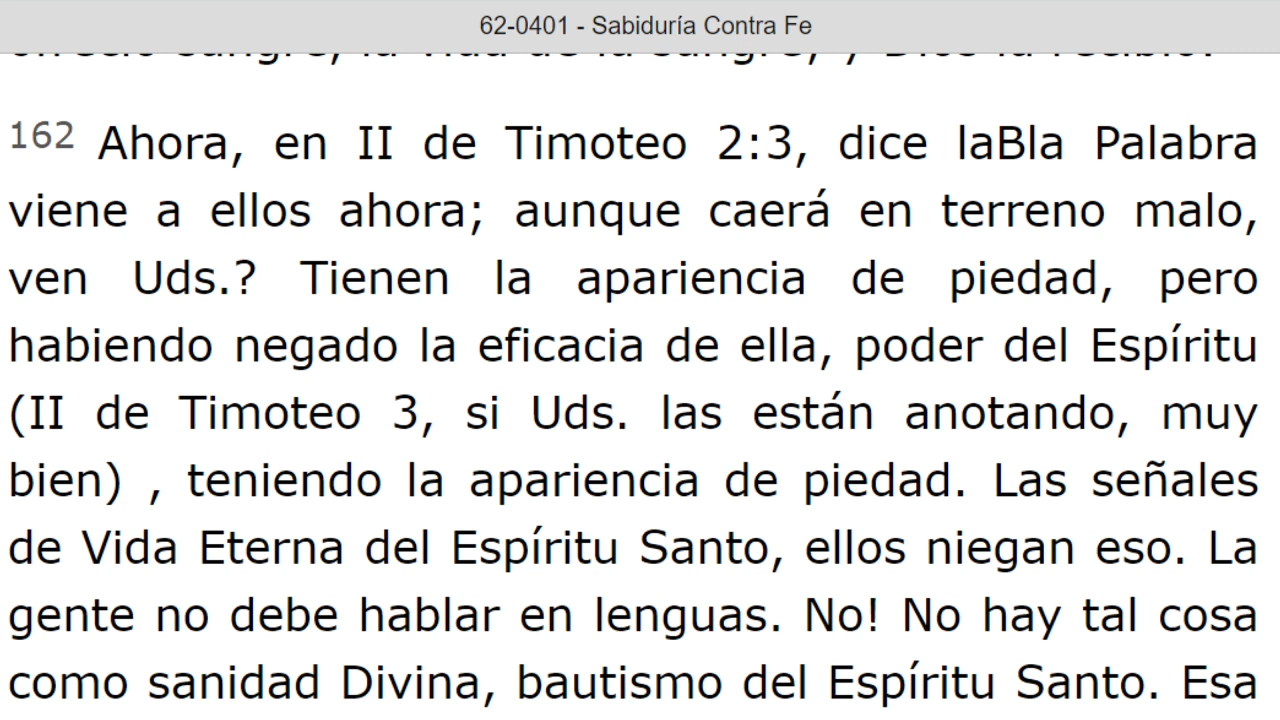 62-0401 - Sabiduría Contra Fe
162 Ahora, en II de Timoteo 2:3, dice laBla Palabra
viene a ellos ahora; aunque caerá en terreno malo,
ven Uds.? Tienen la apariencia de piedad, pero
habiendo negado la eficacia de ella, poder del Espíritu
(II de Timoteo 3, si Uds. las están anotando, muy
bien) , teniendo la apariencia de piedad. Las señales
de Vida Eterna del Espíritu Santo, ellos niegan eso. La
gente no debe hablar en lenguas. No! No hay tal cosa
como sanidad Divina, bautismo del Espíritu Santo. Esa